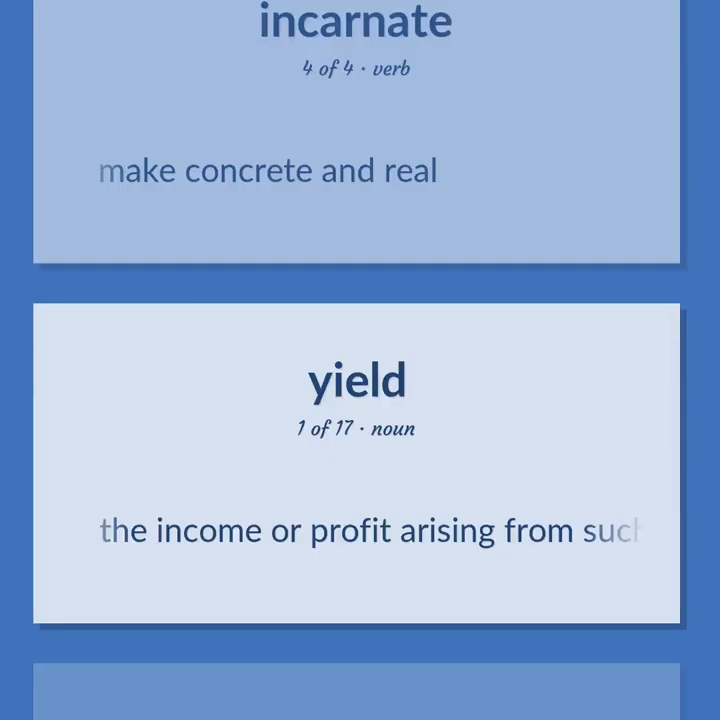 incarnate
4 of 4 · verb
make concrete and real
yield
1 of 17 · noun
the income or profit arising from such